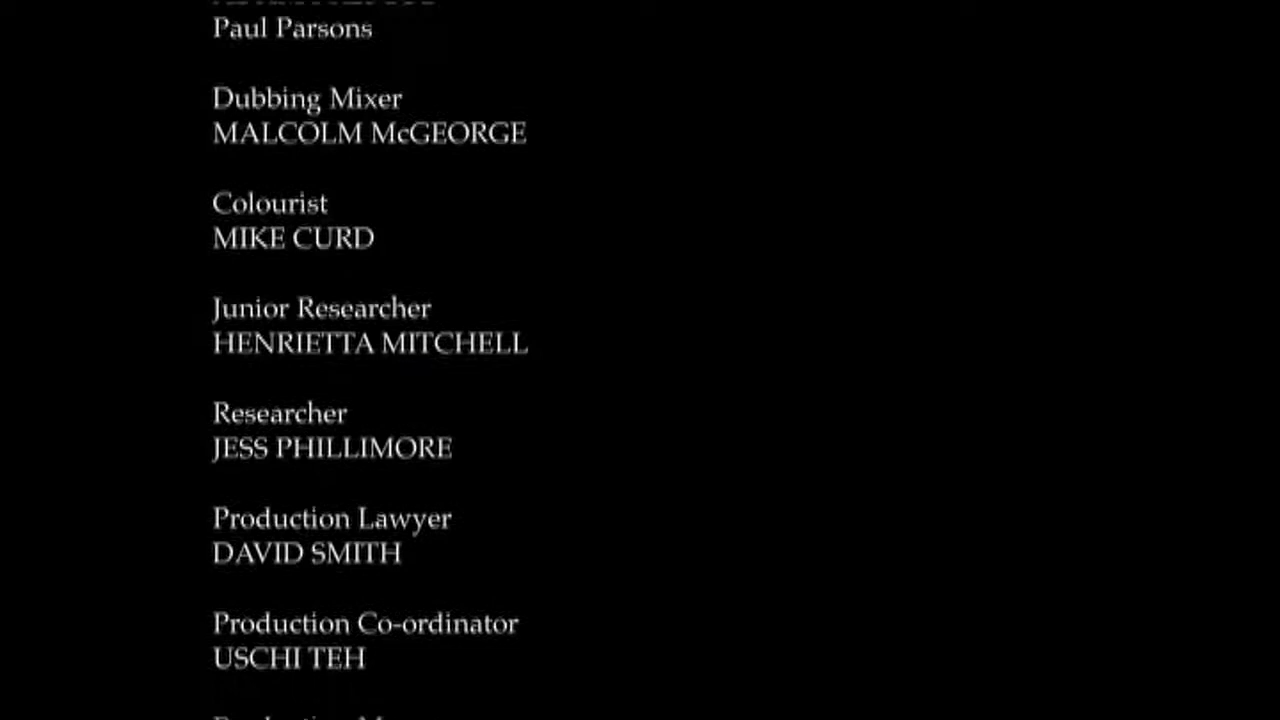 Paul Parsons
Dubbing Mixer
MALCOLM McGEORGE
Colourist
MIKE CURD
Junior Researcher
HENRIETTA MITCHELL
Researcher
JESS PHILLIMORE
Production Lawyer
DAVID SMITH
Production Co-ordinator
USCHI TEH
Production